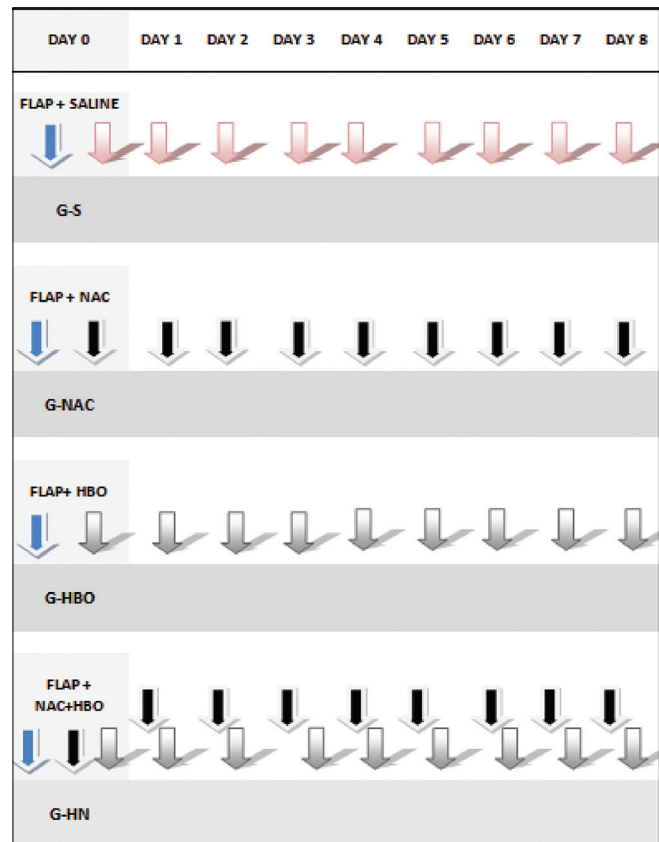 DAY 0 DAY 1 DAY 2 DAY 3 DAY 4 DAY 5 DAY 6 DAY 7 DAY 8
FLAP + SALINE
G-S
FLAP + NAC
G-NAC
FLAP+ HBO
G-HBO
FLAP +
NAC+HBO
G-HN